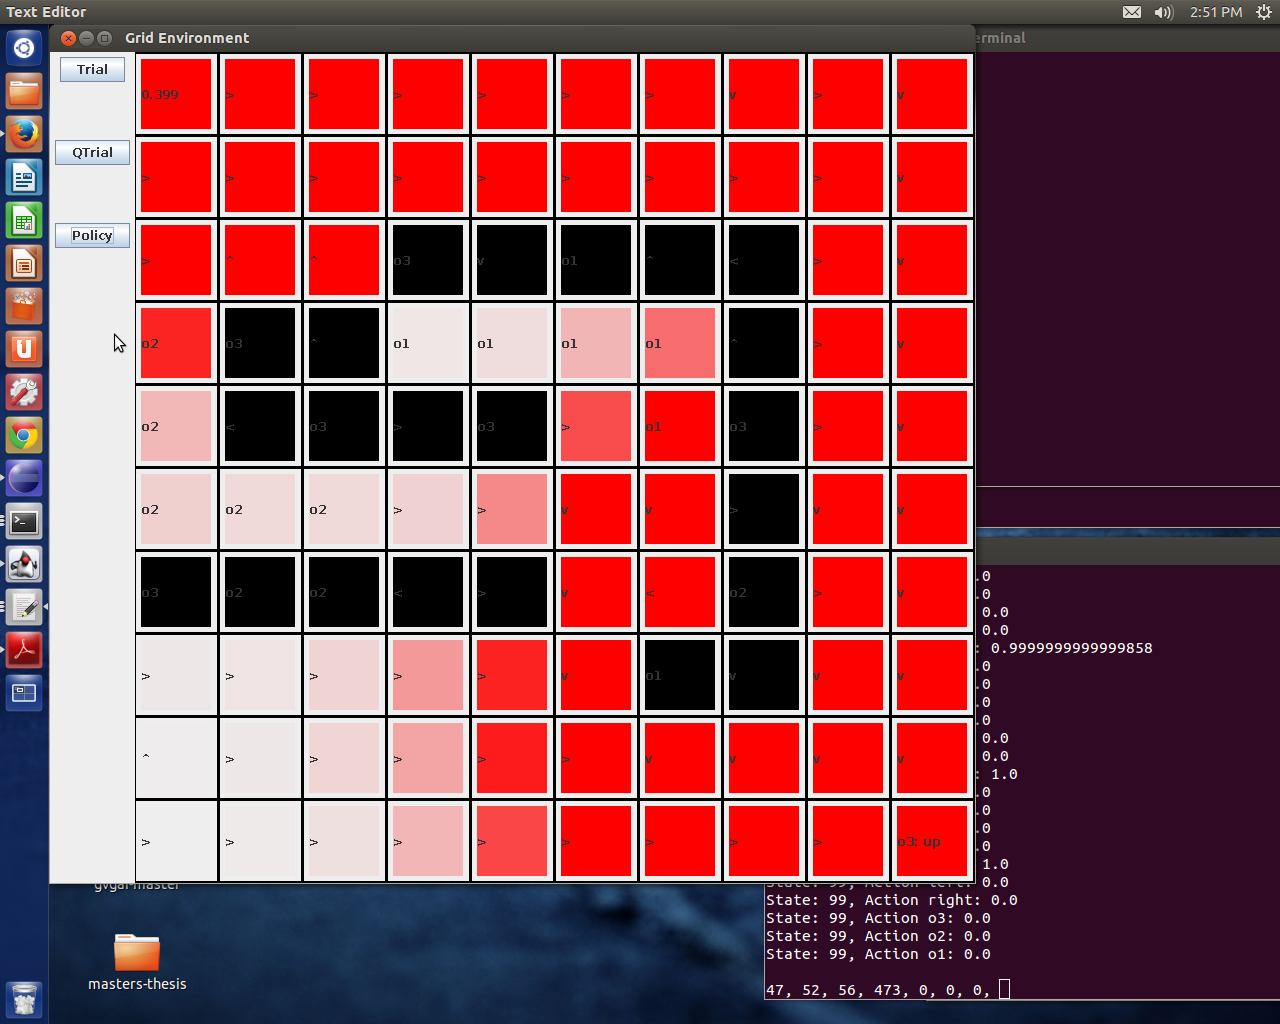 Text Editor
2:51 PM
Grid Environment
erminal
Trial
0.399 > > > > > > v > v
QTrial
> > > > > > > > > v
Policy
> ^ ^ o3 v o1 ^ < > v
o2 o3 ^ o1 o1 o1 o1 ^ > v
o2 < o3 > o3 > o1 o3 > v
o2 o2 o2 > > v v > v v
o3 o2 o2 < > v < o2 > v
> > > > > v o1 v v v
^ > > > > > v v v v
> > > > > > > > > o3: up
.0
.0
0.0
0.0
: 0.9999999999999858
.0
.0
.0
.0
0.0
0.0
: 1.0
.0
.0
.0
.0
1.0
State: 99, Action left: 0.0
State: 99, Action right: 0.0
State: 99, Action o3: 0.0
State: 99, Action o2: 0.0
State: 99, Action o1: 0.0
47, 52, 56, 473, 0, 0, 0,
gvgai-master
masters-thesis